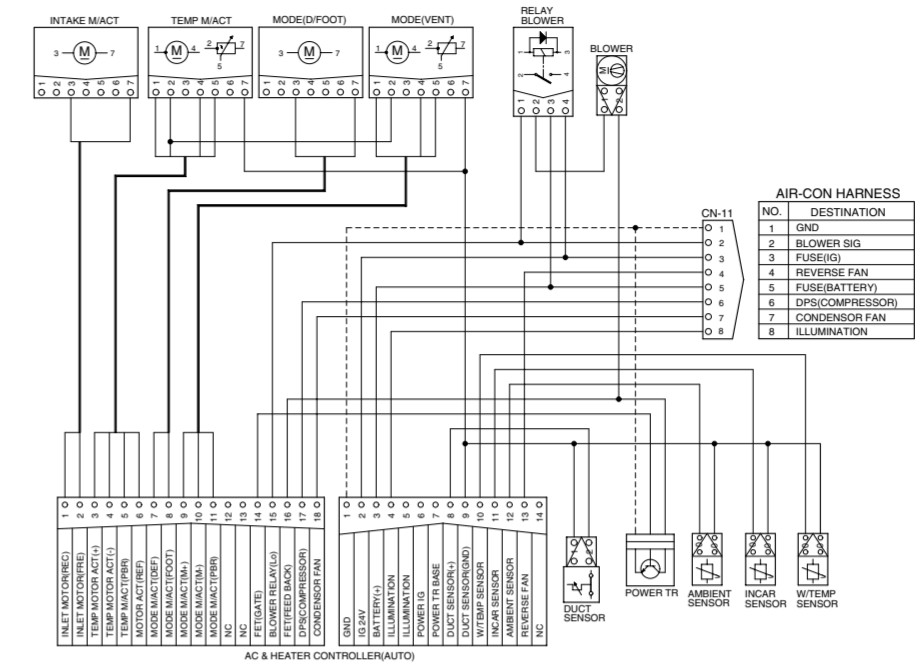 INTAKE M/ACT
TEMP M/ACT
MODE(D/FOOT)
MODE(VENT)
RELAY
BLOWER
BLOWER
3 M 7
1 M 4 2 7 5
3 M 7
1 M 4 2 7 5
1 3
2 4
M
1 2 3 4 5 6 7
1 2 3 4 5 6 7
1 2 3 4 5 6 7
1 2 3 4 5 6 7
1 2 3 4
1 2
CN-11
1
2
3
4
5
6
7
8
AIR-CON HARNESS
NO. DESTINATION
1 GND
2 BLOWER SIG
3 FUSE(IG)
4 REVERSE FAN
5 FUSE(BATTERY)
6 DPS(COMPRESSOR)
7 CONDENSOR FAN
8 ILLUMINATION
1 INLET MOTOR(REC)
2 INLET MOTOR(FRE)
3 TEMP MOTOR ACT(+)
4 TEMP MOTOR ACT(-)
5 TEMP M/ACT(PBR)
6 MOTOR ACT(REF)
7 MODE M/ACT(DEF)
8 MODE M/ACT(FOOT)
9 MODE M/ACT(M+)
10 MODE M/ACT(M-)
11 MODE M/ACT(PBR)
12 NC
13 NC
14 FET(GATE)
15 BLOWER RELAY(Lo)
16 FET(FEED BACK)
17 DPS(COMPRESSOR)
18 CONDENSOR FAN
1 GND
2 IG 24V
3 BATTERY(+)
4 ILLUMINATION
5 ILLUMINATION
6 POWER IG
7 POWER TR BASE
8 DUCT SENSOR(+)
9 DUCT SENSOR(GND)
10 W/TEMP SENSOR
11 INCAR SENSOR
12 AMBIENT SENSOR
13 REVERSE FAN
14 NC
AC & HEATER CONTROLLER(AUTO)
DUCT
SENSOR
POWER TR
AMBIENT
SENSOR
INCAR
SENSOR
W/TEMP
SENSOR